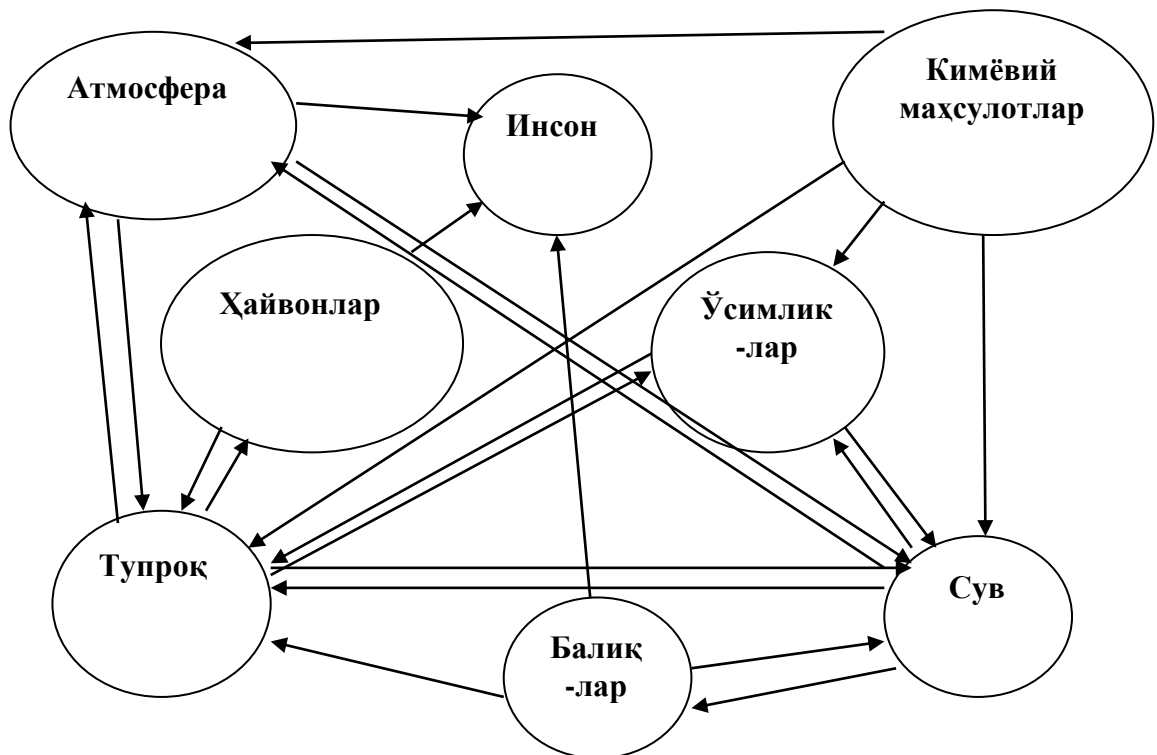 Атмосфера
Инсон
Кимёвий
маҳсулотлар
Ҳайвонлар
Ўсимлик
-лар
Тупроқ
Балиқ
-лар
Сув